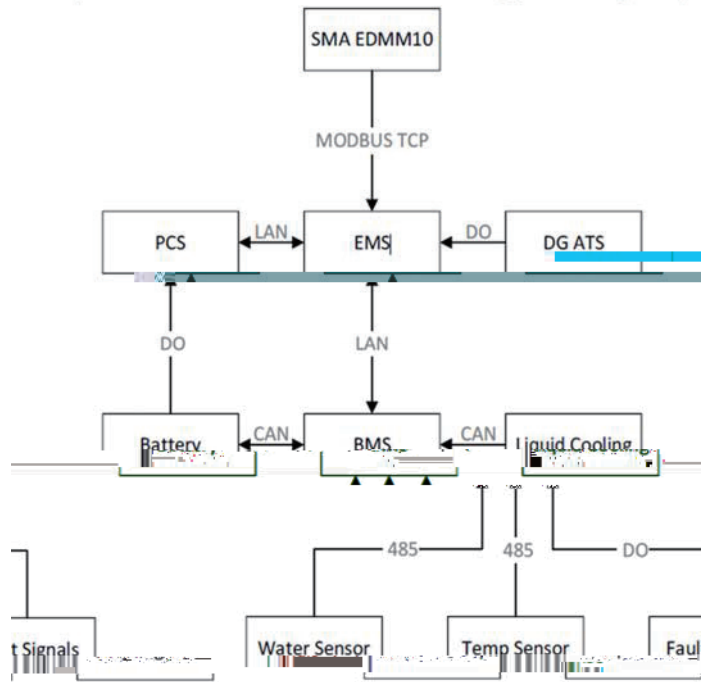 SMA EDMM10
MODBUS TCP
PCS
LAN
EMS
DO
DG ATS
DO
LAN
Battery
CAN
BMS
CAN
Liquid Cooling
485
485
DO
t Signals
Water Sensor
Temp Sensor
Faul